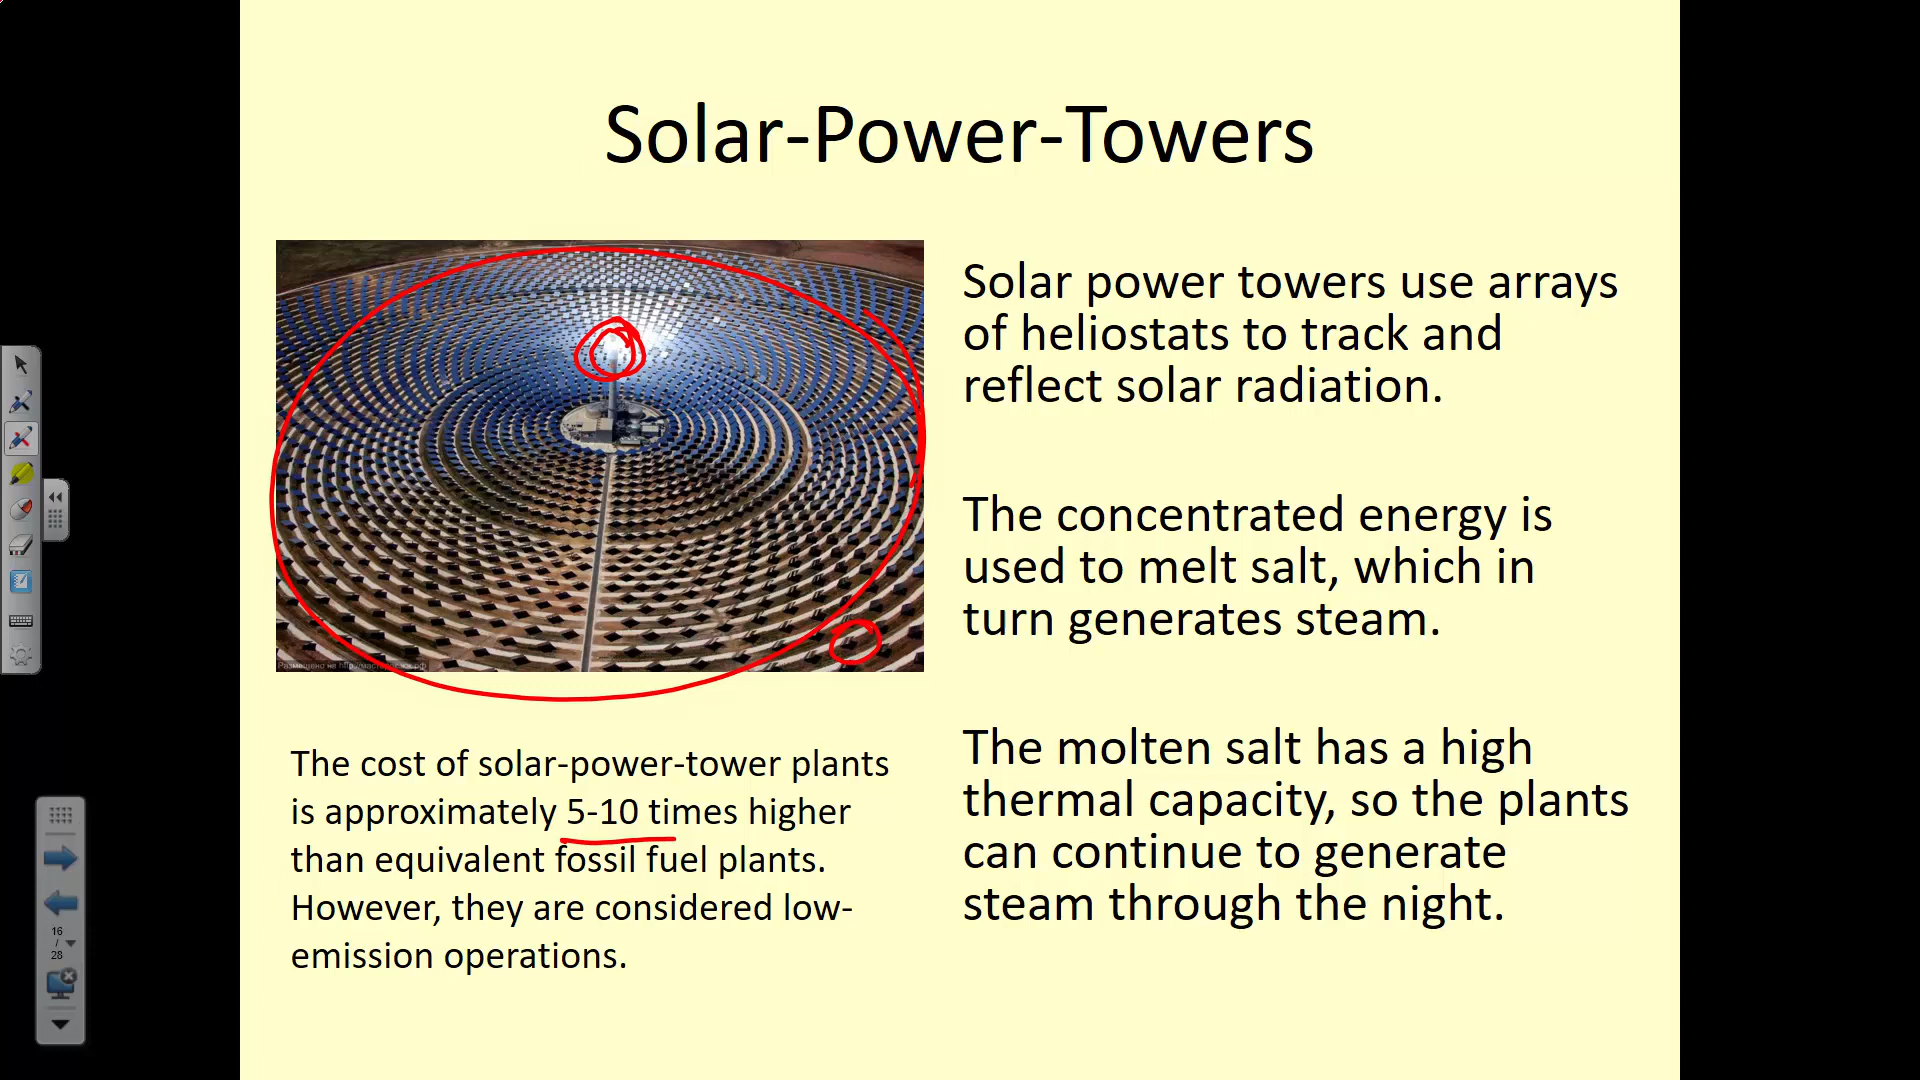 Solar-Power-Towers
Solar power towers use arrays
of heliostats to track and
reflect solar radiation.
The concentrated energy is
used to melt salt, which in
turn generates steam.
The molten salt has a high
thermal capacity, so the plants
can continue to generate
steam through the night.
The cost of solar-power-tower plants
is approximately 5-10 times higher
than equivalent fossil fuel plants.
However, they are considered low-
emission operations.
16
/
28